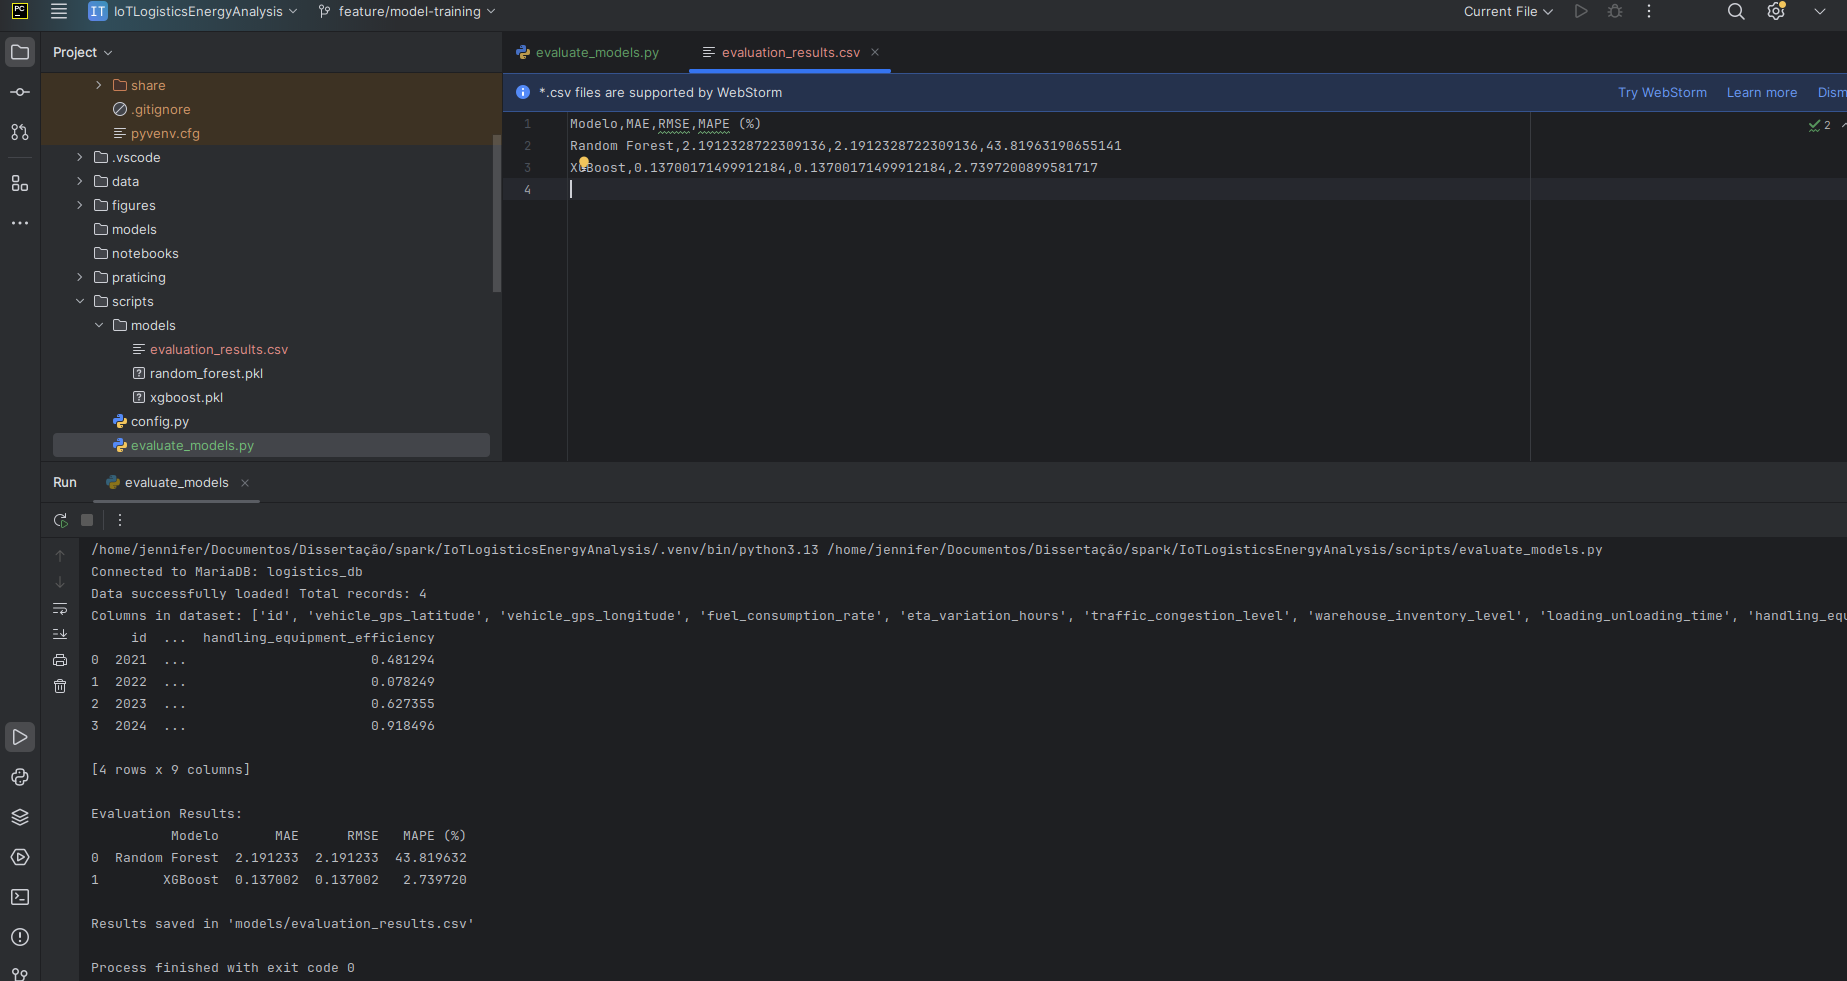 PC
IT IoTLogisticsEnergyAnalysis feature/model-training Current File
Project
share
.gitignore
pyvenv.cfg
.vscode
data
figures
models
notebooks
praticing
scripts
models
evaluation_results.csv
random_forest.pkl
xgboost.pkl
config.py
evaluate_models.py
evaluate_models.py evaluation_results.csv
*.csv files are supported by WebStorm Try WebStorm Learn more Dism
1 Modelo,MAE,RMSE,MAPE (%)
2 Random Forest,2.1912328722309136,2.1912328722309136,43.81963190655141
3 XGBoost,0.13700171499912184,0.13700171499912184,2.7397200899581717
4
2
Run evaluate_models
/home/jennifer/Documentos/Dissertação/spark/IoTLogisticsEnergyAnalysis/.venv/bin/python3.13 /home/jennifer/Documentos/Dissertação/spark/IoTLogisticsEnergyAnalysis/scripts/evaluate_models.py
Connected to MariaDB: logistics_db
Data successfully loaded! Total records: 4
Columns in dataset: ['id', 'vehicle_gps_latitude', 'vehicle_gps_longitude', 'fuel_consumption_rate', 'eta_variation_hours', 'traffic_congestion_level', 'warehouse_inventory_level', 'loading_unloading_time', 'handling_equ
id ... handling_equipment_efficiency
0 2021 ... 0.481294
1 2022 ... 0.078249
2 2023 ... 0.627355
3 2024 ... 0.918496
[4 rows x 9 columns]
Evaluation Results:
Modelo MAE RMSE MAPE (%)
0 Random Forest 2.191233 2.191233 43.819632
1 XGBoost 0.137002 0.137002 2.739720
Results saved in 'models/evaluation_results.csv'
Process finished with exit code 0